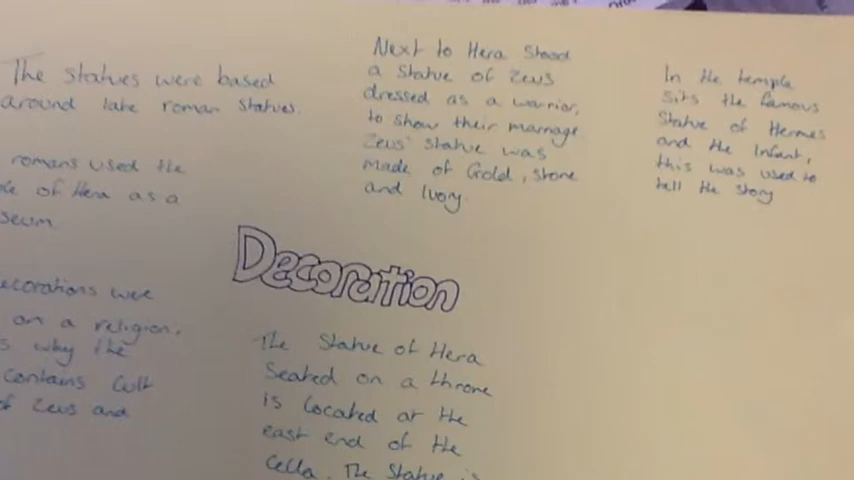 The statues were based
around late roman statues.
romans used the
of Hera as a
ecorations were
on a religion,
why the
contains cult
of Zeus and
Next to Hera Stood
a Statue of Zeus
dressed as a warrior,
to show their marriage
Zeus' statue was
made of Gold, stone
and Ivory.
In the temple
sits the famous
Statue of Hermes
and the Infant,
this was used to
tell the story
Decoration
The Statue of Hera
Seated on a throne
is located at the
east end of the
Cella. The Statue is